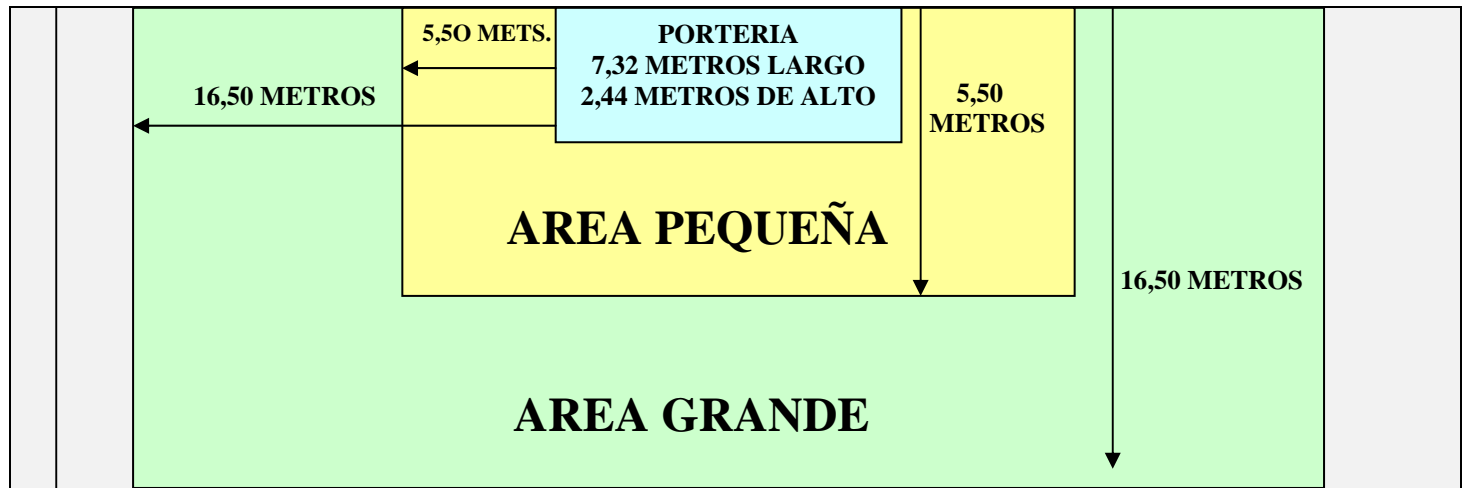 5,5O METS.
PORTERIA
7,32 METROS LARGO
2,44 METROS DE ALTO
16,50 METROS
5,50
METROS
AREA PEQUEÑA
16,50 METROS
AREA GRANDE